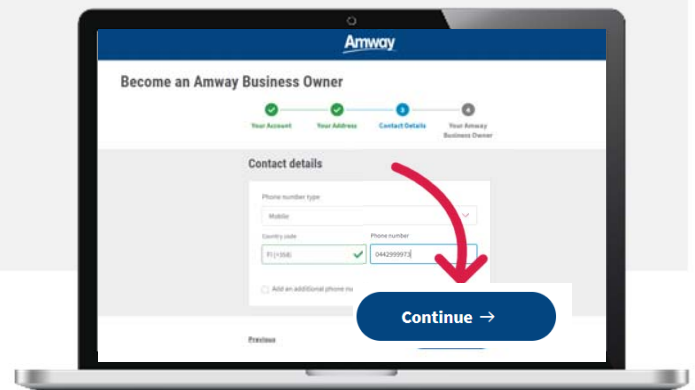 Amway
Become an Amway Business Owner
3
4
Your Account
Your Address
Contact Details
Your Amway
Business Owner
Contact details
Phone number type
Mobile
Country code
Phone number
FI (+358)
0442999973
Add an additional phone nu
Continue →
Previous